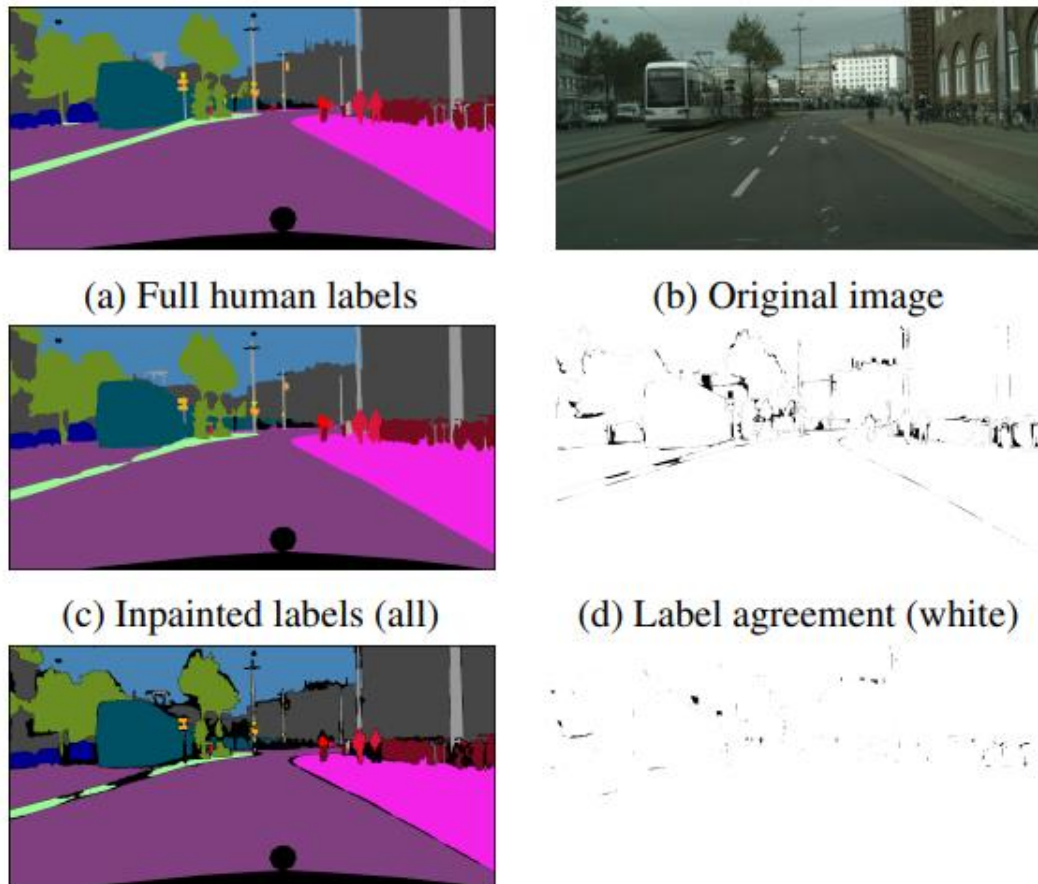 (a) Full human labels
(b) Original image
(c) Inpainted labels (all)
(d) Label agreement (white)